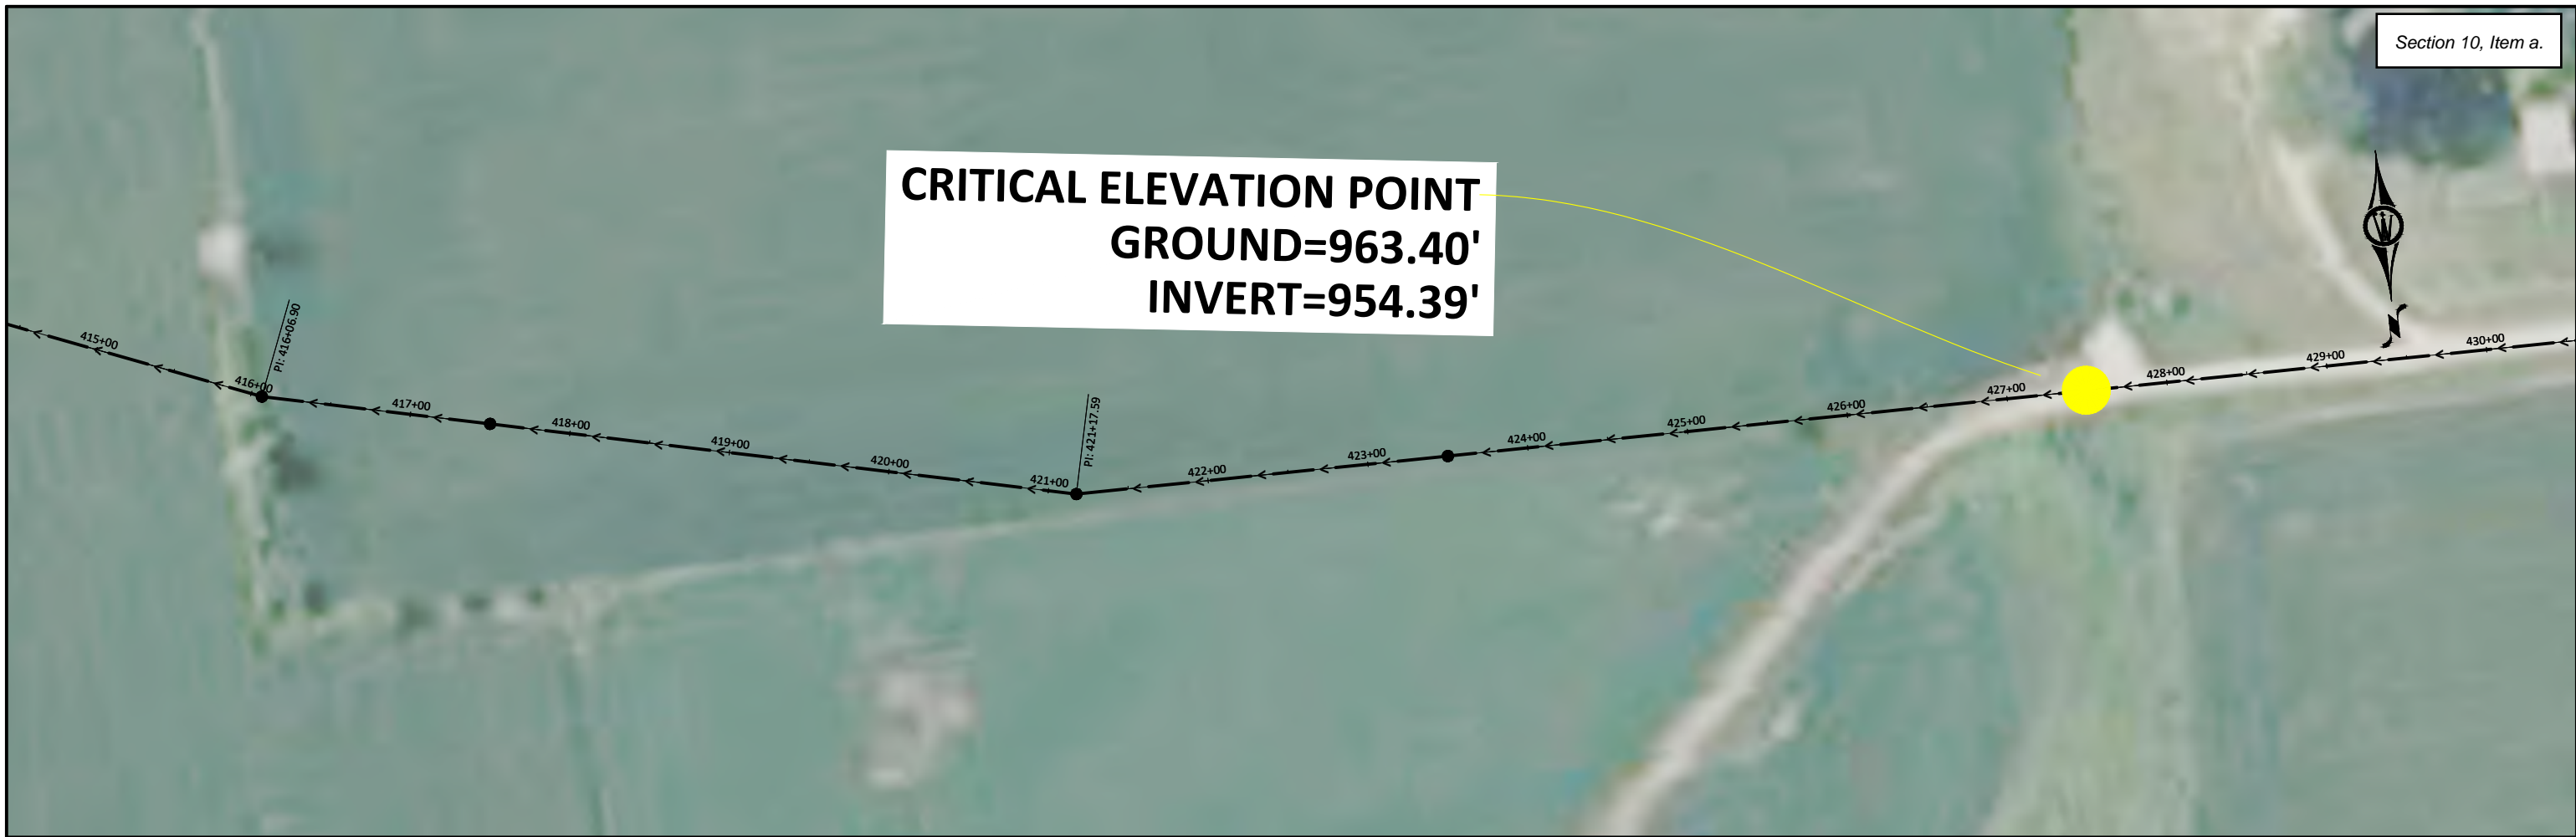 Section 10, Item a.
CRITICAL ELEVATION POINT
GROUND=963.40'
INVERT=954.39'
415+00
416+00
PI: 416+06.90
417+00
418+00
419+00
420+00
421+00
PI: 421+17.59
422+00
423+00
424+00
425+00
426+00
427+00
428+00
429+00
430+00
N